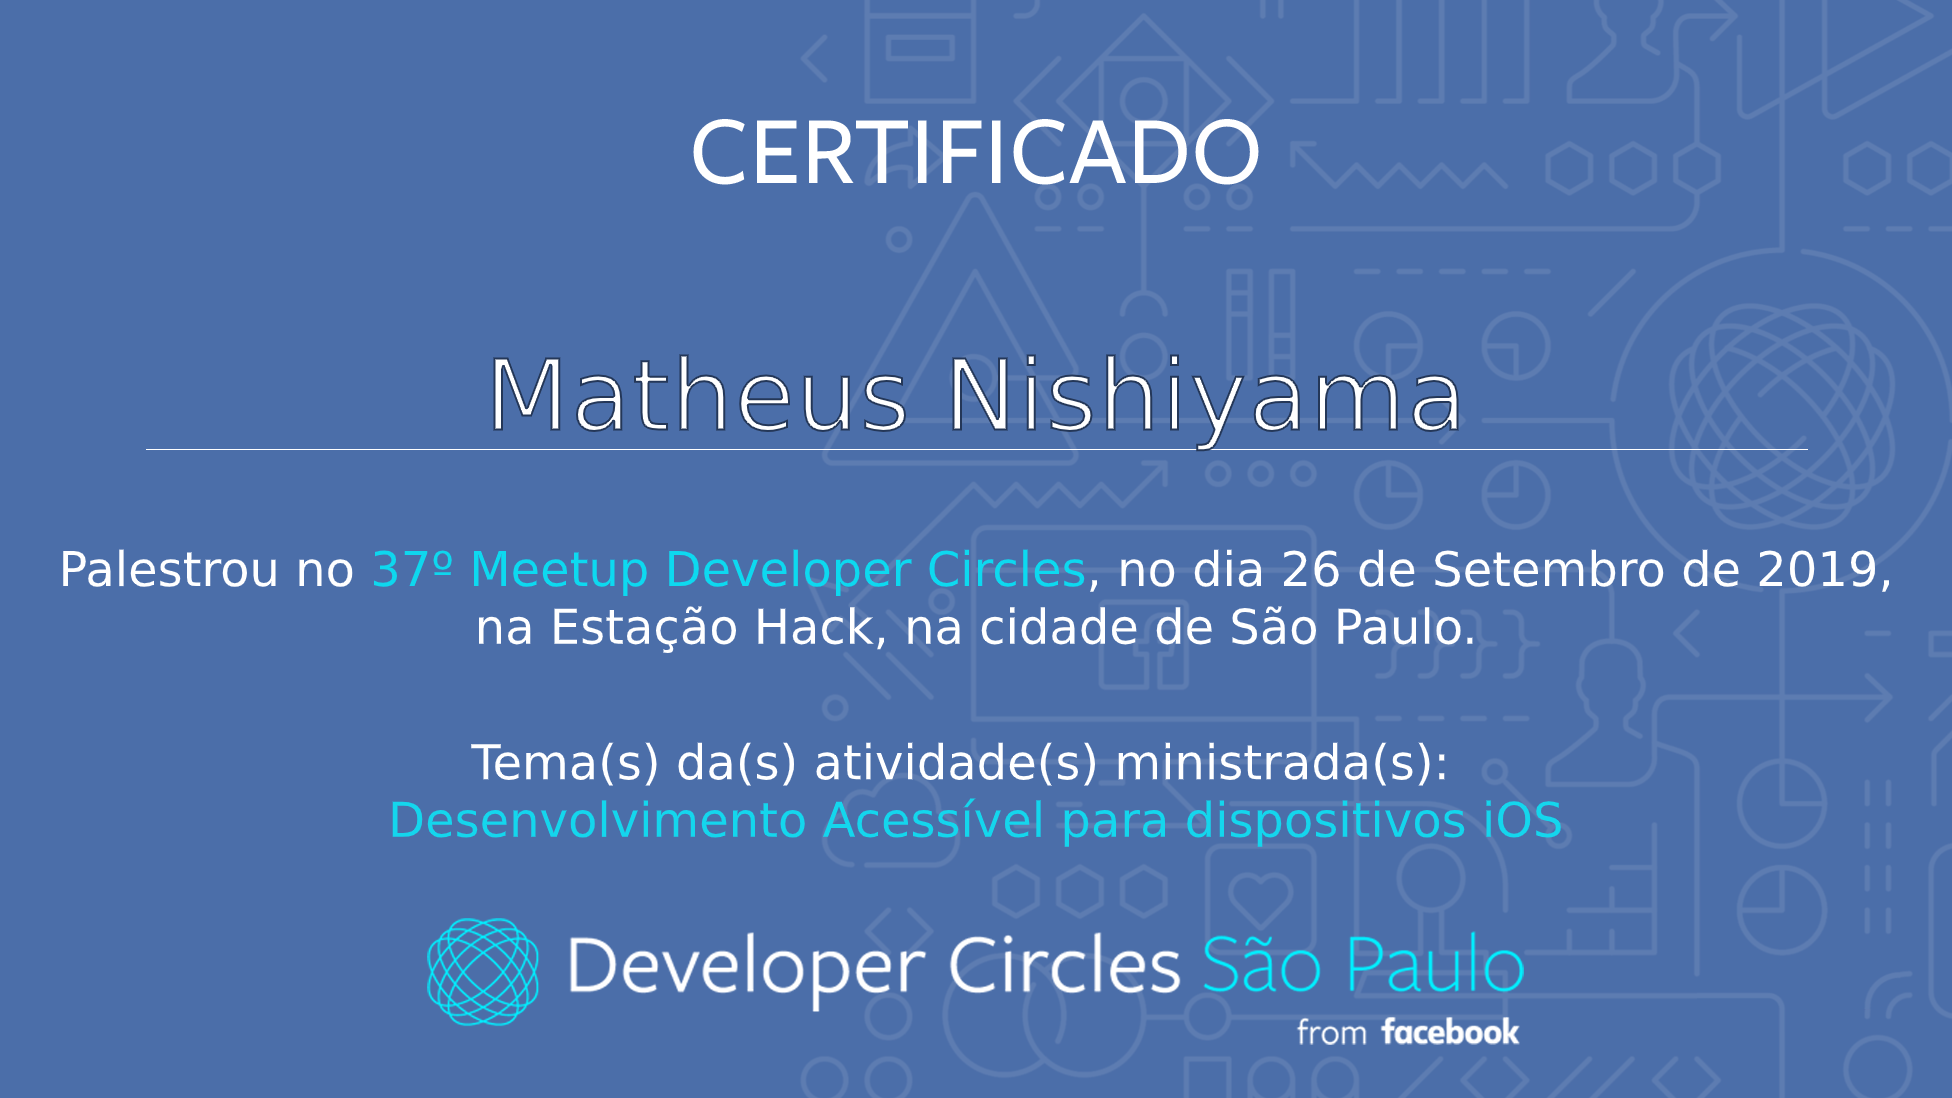 CERTIFICADO
Matheus Nishiyama
Palestrou no 37º Meetup Developer Circles, no dia 26 de Setembro de 2019,
na Estação Hack, na cidade de São Paulo.
Tema(s) da(s) atividade(s) ministrada(s):
Desenvolvimento Acessível para dispositivos iOS
Developer Circles São Paulo
from facebook